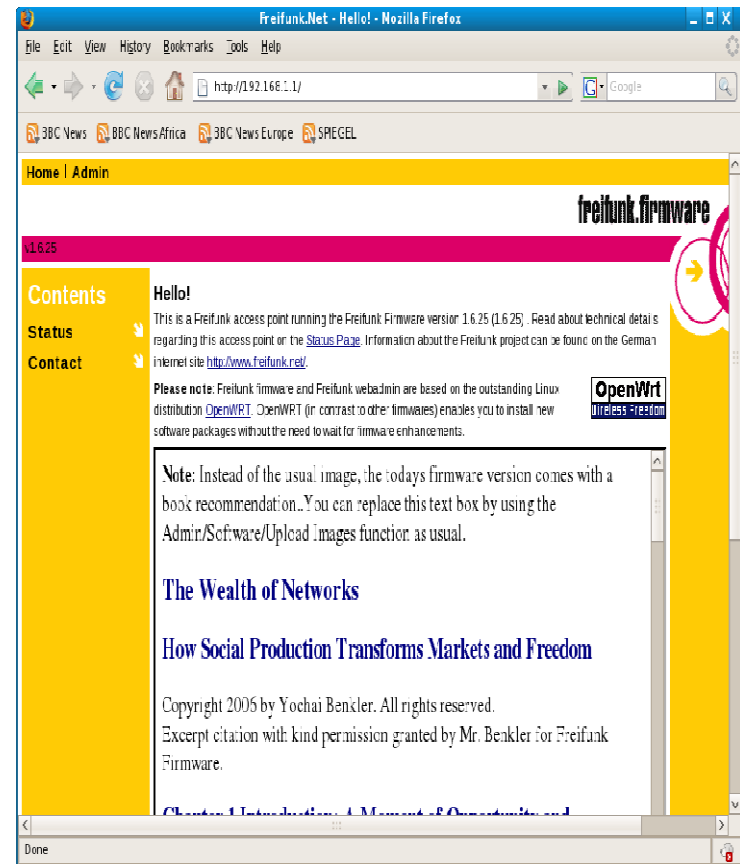 Freifunk.Net - Hello! - Mozilla Firefox
File Edit View History Bookmarks Tools Help
http://192.168.1.1/
G Google
BBC News BBC News Africa BBC News Europe SPIEGEL
Home | Admin
freifunk.firmware
v1.6.25
Contents
Status
Contact
Hello!
This is a Freifunk access point running the Freifunk Firmware version 1.6.25 (1.6.25) . Read about technical details
regarding this access point on the Status Page. Information about the Freifunk project can be found on the German
internet site http://www.freifunk.net/.
Please note: Freifunk firmware and Freifunk webadmin are based on the outstanding Linux
distribution OpenWRT. OpenWRT (in contrast to other firmwares) enables you to install new
software packages without the need to wait for firmware enhancements.
OpenWrt
Wireless Freedom
Note: Instead of the usual image, the todays firmware version comes with a
book recommendation..You can replace this text box by using the
Admin/Software/Upload Images function as usual.
The Wealth of Networks
How Social Production Transforms Markets and Freedom
Copyright 2006 by Yochai Benkler. All rights reserved.
Excerpt citation with kind permission granted by Mr. Benkler for Freifunk
Firmware.
Chapter 1 Introduction: A Moment of Opportunity and
Done